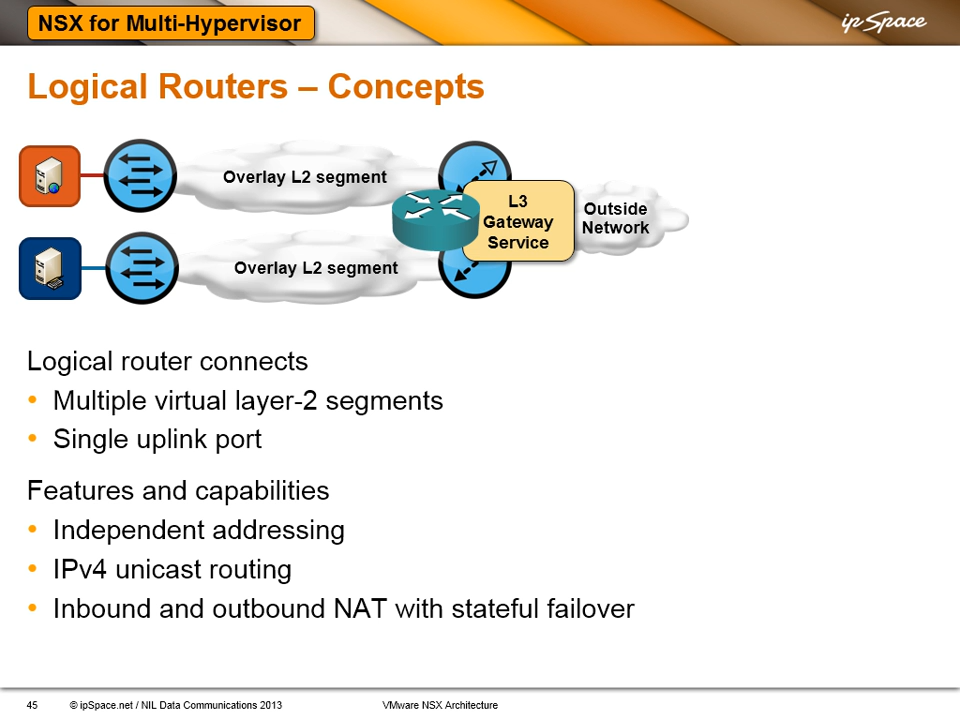 NSX for Multi-Hypervisor
ipSpace
Logical Routers – Concepts
Overlay L2 segment
L3
Gateway
Service
Outside
Network
Overlay L2 segment
Logical router connects
• Multiple virtual layer-2 segments
• Single uplink port
Features and capabilities
• Independent addressing
• IPv4 unicast routing
• Inbound and outbound NAT with stateful failover
45 © ipSpace.net / NIL Data Communications 2013 VMware NSX Architecture